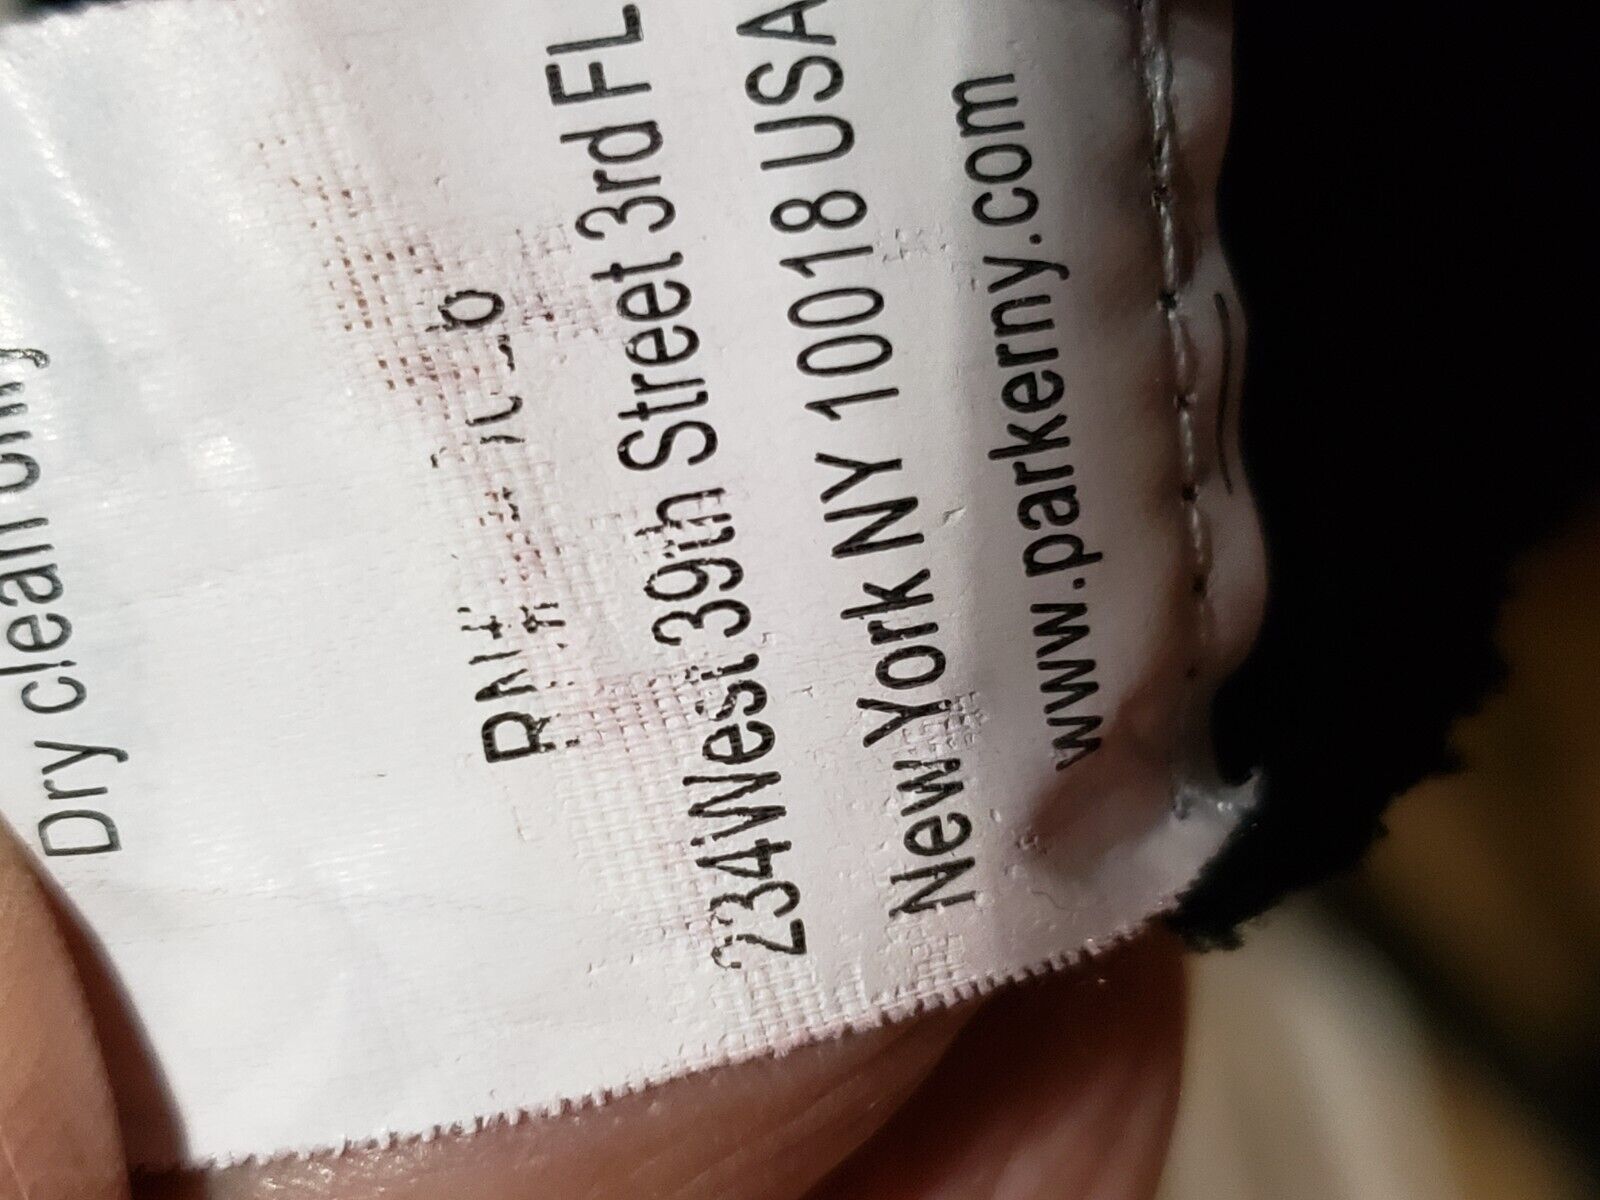 Dry clean only
234West 39th Street 3rd FL
New York NY 10018 USA
www.parkerny.com